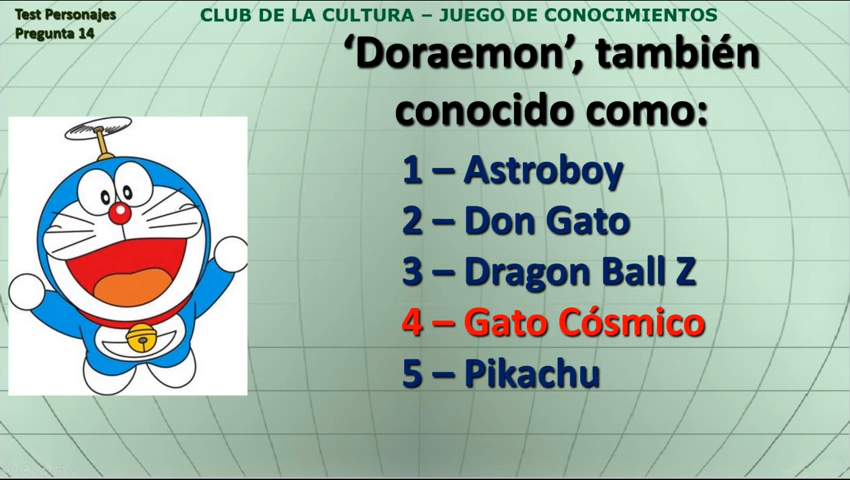 Test Personajes
Pregunta 14
CLUB DE LA CULTURA – JUEGO DE CONOCIMIENTOS
‘Doraemon’, también
conocido como:
1 – Astroboy
2 – Don Gato
3 – Dragon Ball Z
4 – Gato Cósmico
5 – Pikachu